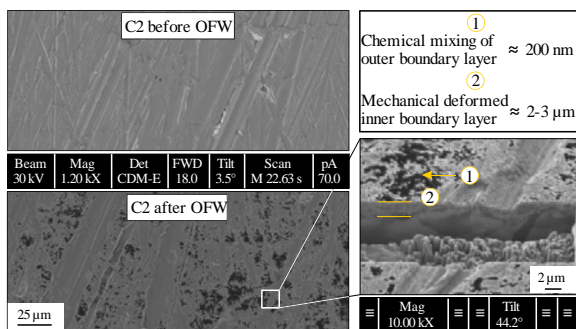 C2 before OFW
Beam Mag Det FWD Tilt Scan pA
30 kV 1.20 kX CDM-E 18.0 3.5° M 22.63 s 70.0
C2 after OFW
25 µm
1
Chemical mixing of
outer boundary layer ≈ 200 nm
2
Mechanical deformed
inner boundary layer ≈ 2-3 µm
1
2
2 µm
≡ Mag ≡ ≡ Tilt ≡
≡ 10.00 kX ≡ ≡ 44.2° ≡